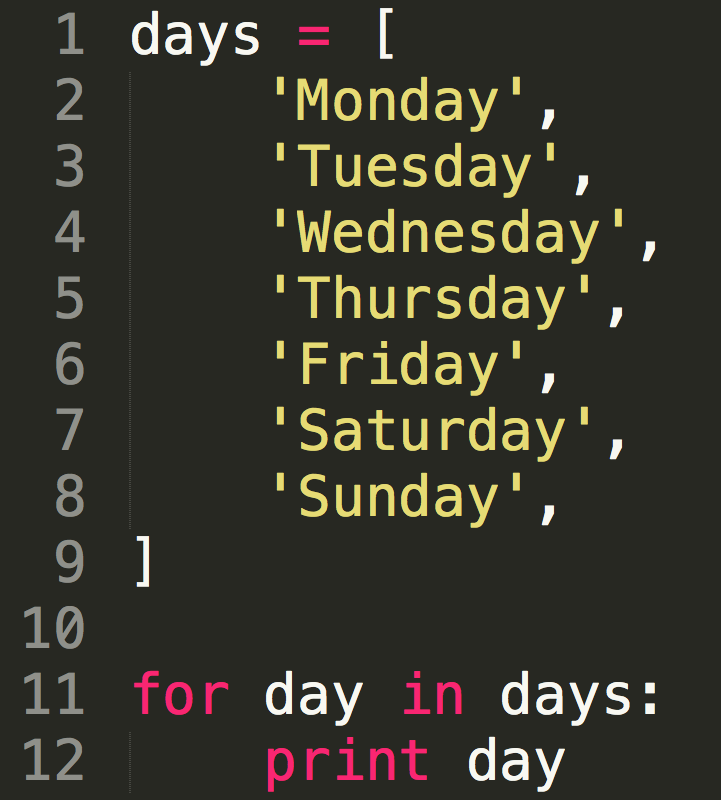 1 days = [
2     'Monday',
3     'Tuesday',
4     'Wednesday',
5     'Thursday',
6     'Friday',
7     'Saturday',
8     'Sunday',
9 ]
10
11 for day in days:
12     print day